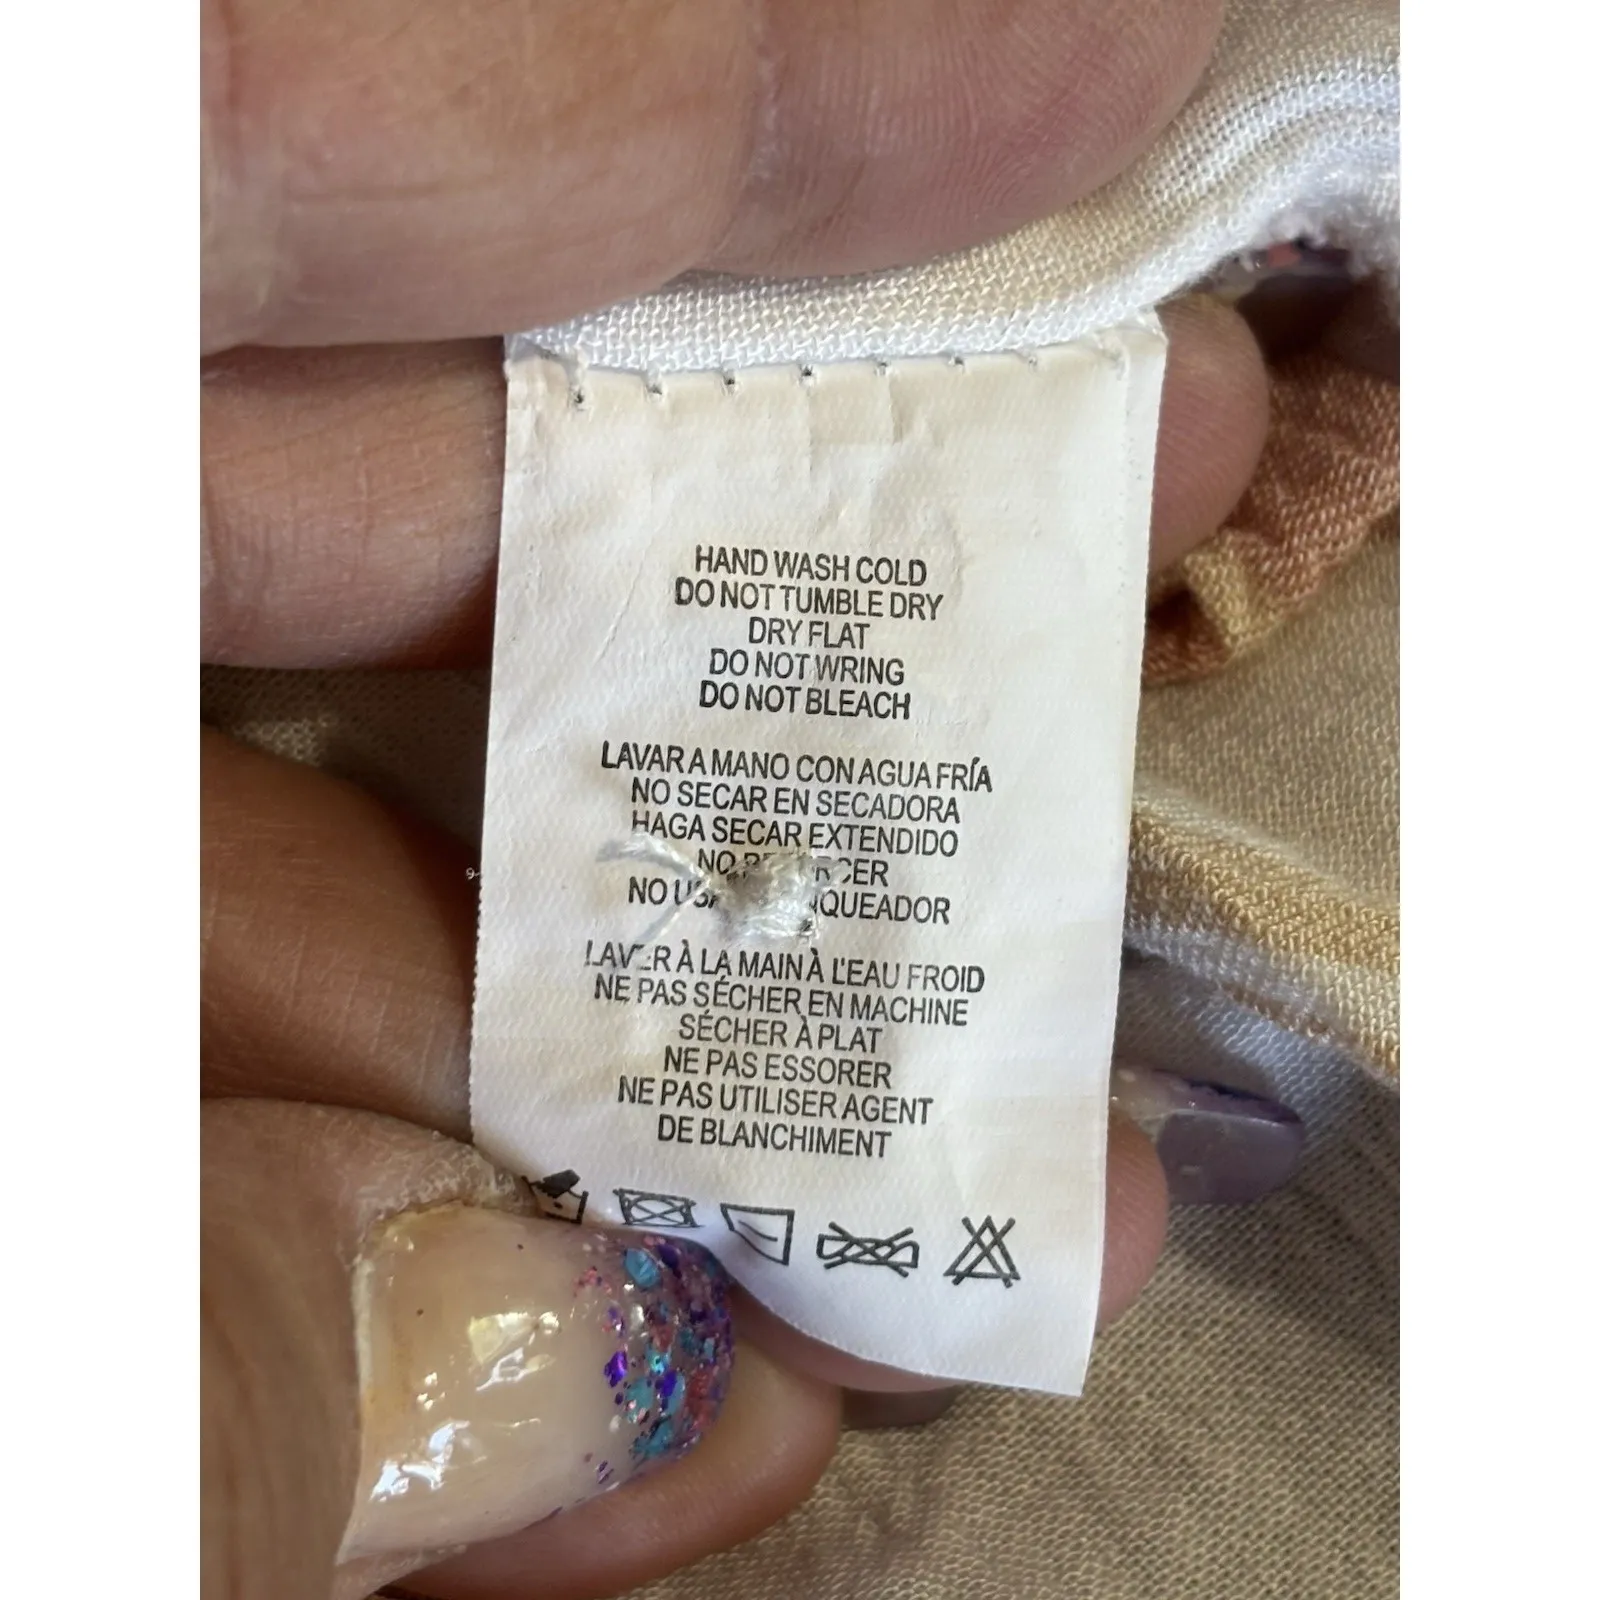 HAND WASH COLD
DO NOT TUMBLE DRY
DRY FLAT
DO NOT WRING
DO NOT BLEACH
LAVAR A MANO CON AGUA FRÍA
NO SECAR EN SECADORA
HAGA SECAR EXTENDIDO
NO
NO
LAVER À LA MAIN À L'EAU FROID
NE PAS SÉCHER EN MACHINE
SÉCHER À PLAT
NE PAS ESSORER
NE PAS UTILISER AGENT
DE BLANCHIMENT